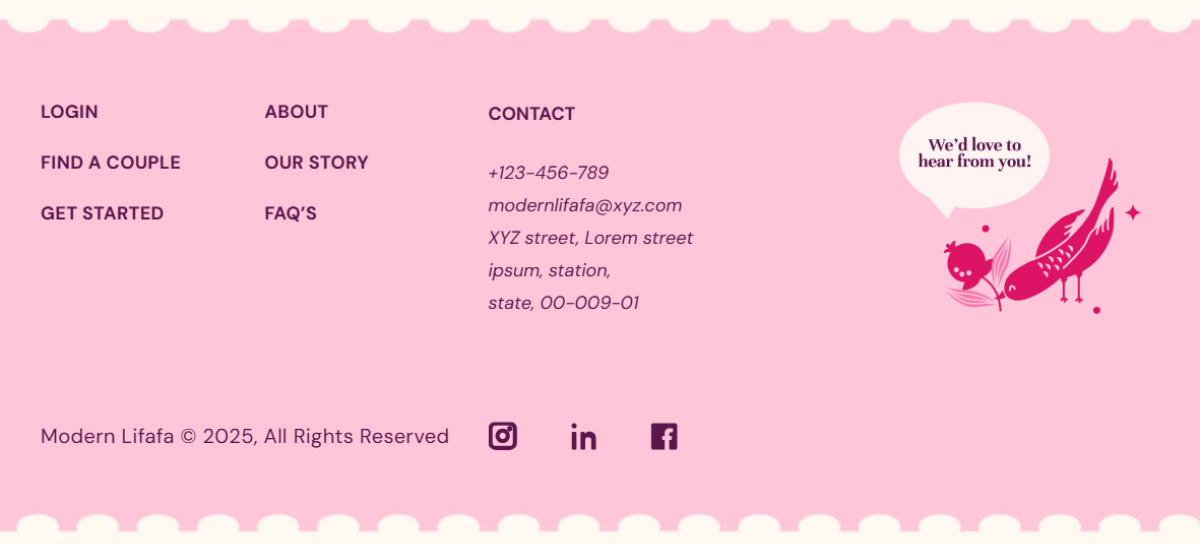 LOGIN
FIND A COUPLE
GET STARTED
ABOUT
OUR STORY
FAQ’S
CONTACT
+123-456-789
modernlifafa@xyz.com
XYZ street, Lorem street
ipsum, station,
state, 00-009-01
We’d love to
hear from you!
Modern Lifafa © 2025, All Rights Reserved